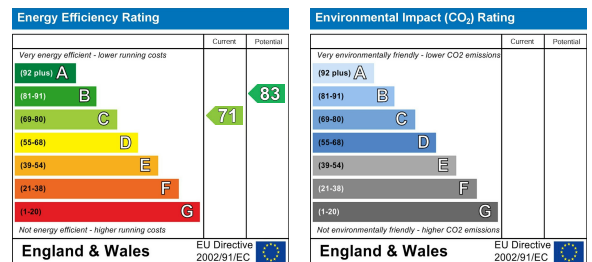 Energy Efficiency Rating
Current Potential
Very energy efficient - lower running costs
(92 plus) A
(81-91) B
83
(69-80) C
71
(55-68) D
(39-54) E
(21-38) F
(1-20) G
Not energy efficient - higher running costs
England & Wales
EU Directive
2002/91/EC
Environmental Impact (CO₂) Rating
Current Potential
Very environmentally friendly - lower CO2 emissions
(92 plus) A
(81-91) B
(69-80) C
(55-68) D
(39-54) E
(21-38) F
(1-20) G
Not environmentally friendly - higher CO2 emissions
England & Wales
EU Directive
2002/91/EC